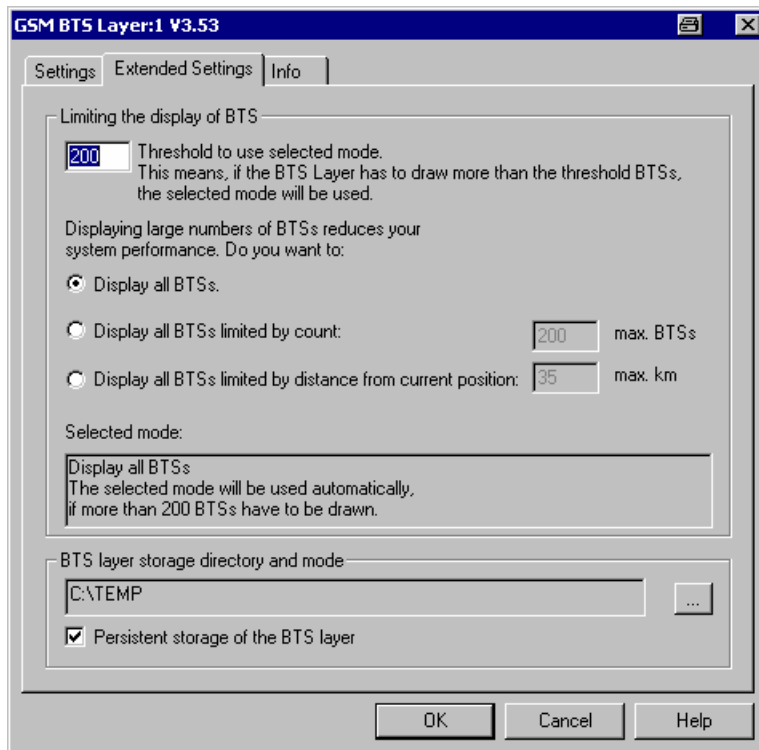 GSM BTS Layer:1 V3.53
Settings
Extended Settings
Info
Limiting the display of BTS
200
Threshold to use selected mode.
This means, if the BTS Layer has to draw more than the threshold BTSs,
the selected mode will be used.
Displaying large numbers of BTSs reduces your
system performance. Do you want to:
Display all BTSs.
Display all BTSs limited by count:
200
max. BTSs
Display all BTSs limited by distance from current position:
35
max. km
Selected mode:
Display all BTSs
The selected mode will be used automatically,
if more than 200 BTSs have to be drawn.
BTS layer storage directory and mode
C:\TEMP
...
Persistent storage of the BTS layer
OK
Cancel
Help